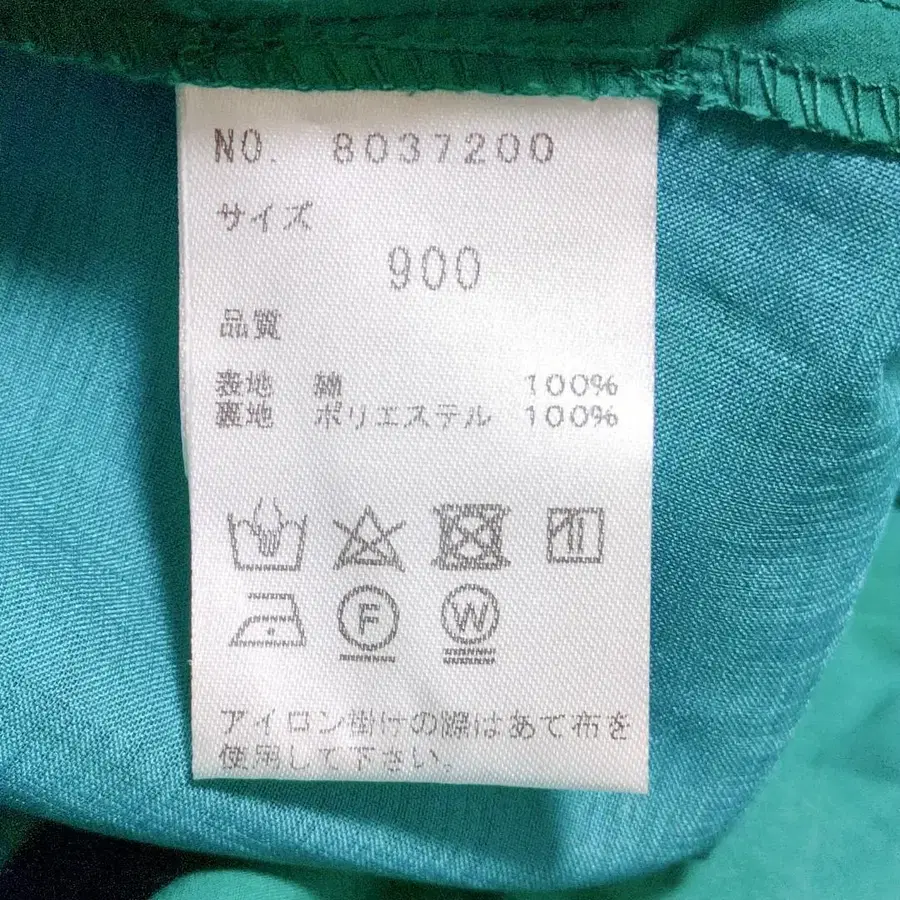 NO. 8037200
サイズ
900
品質
表地 綿 100%
裏地 ポリエステル 100%
F W
アイロン掛けの際はあて布を
使用して下さい。